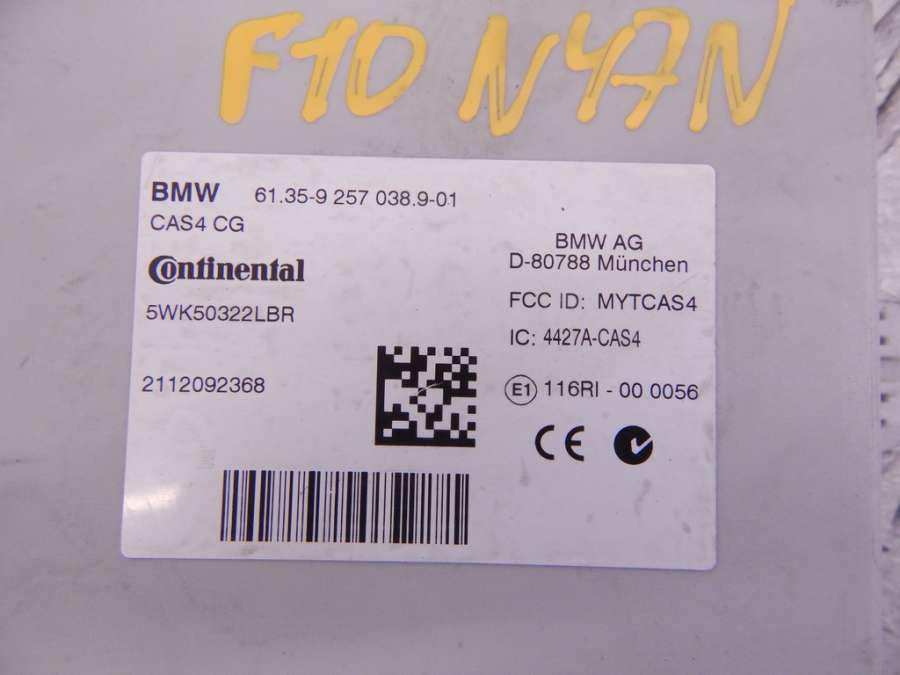 F10 N47N
BMW 61.35-9 257 038.9-01
CAS4 CG
Continental
5WK50322LBR
2112092368
BMW AG
D-80788 München
FCC ID: MYTCAS4
IC: 4427A-CAS4
E1 116RI - 00 0056
CE